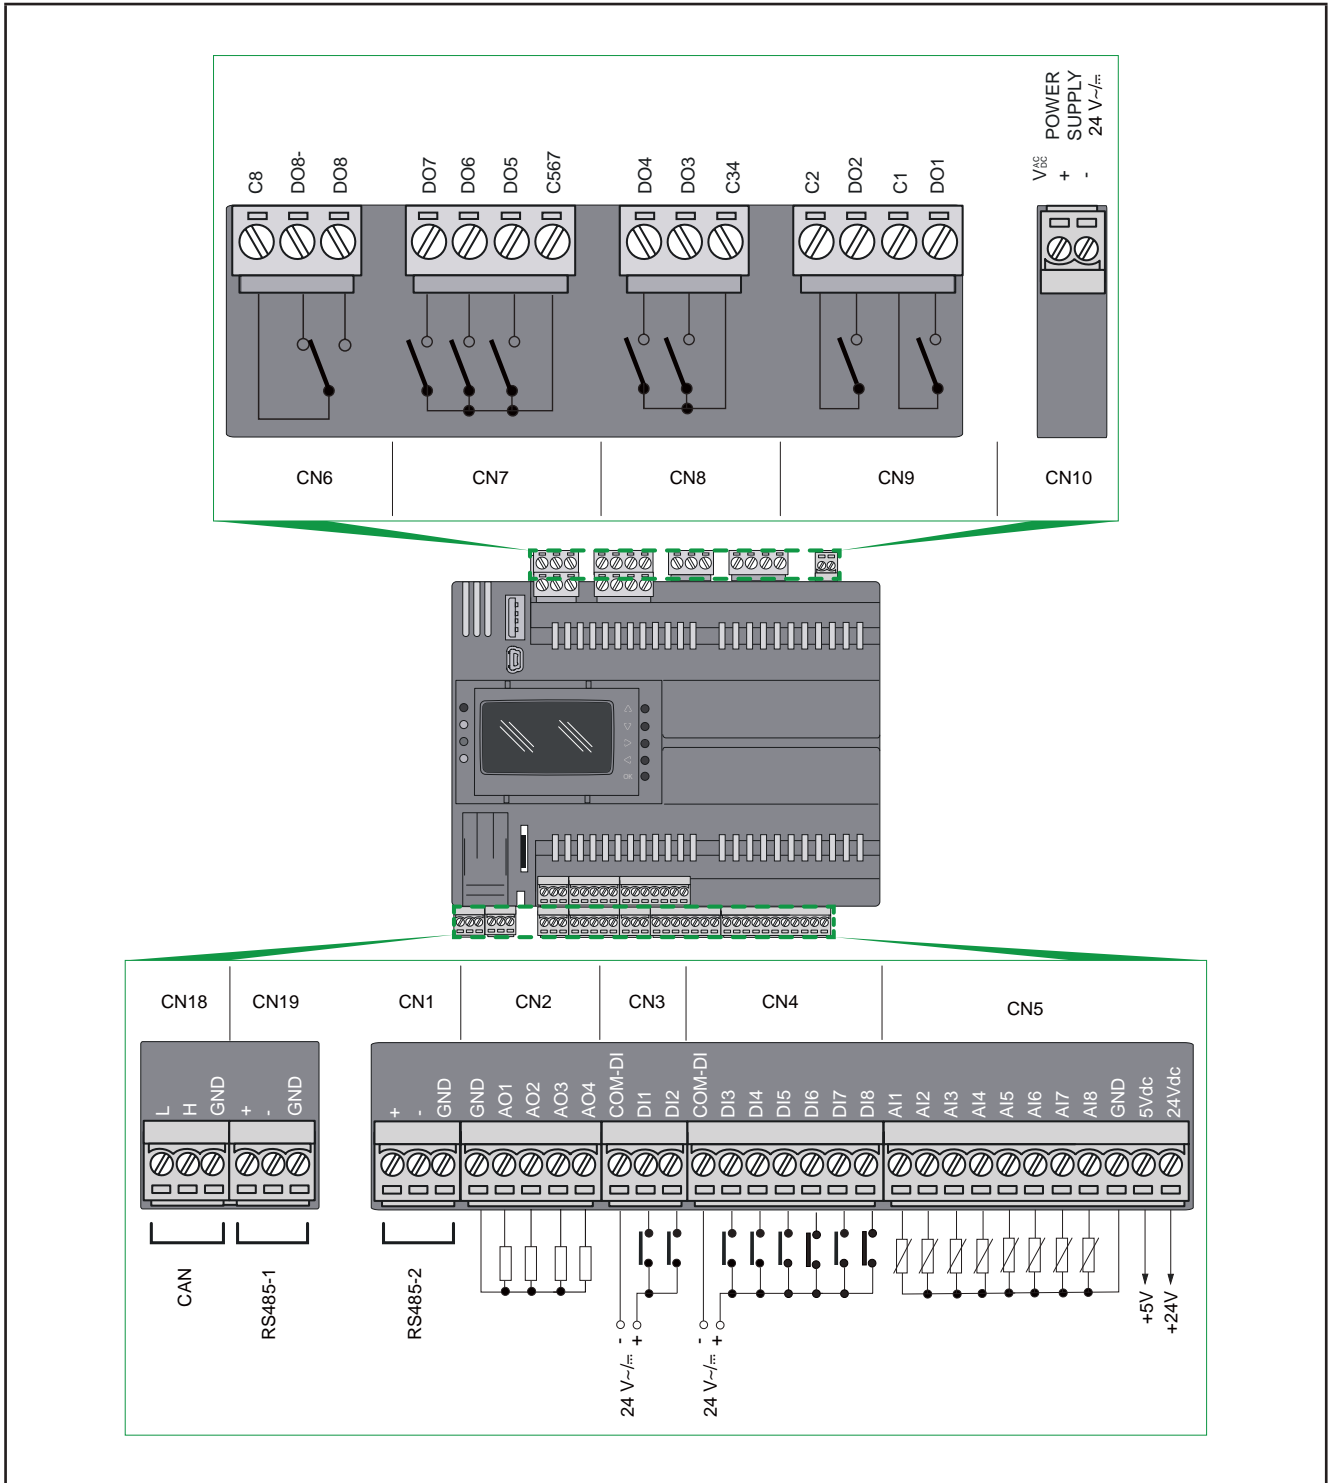 C8
DO8-
DO8
DO7
DO6
DO5
C567
DO4
DO3
C34
C2
DO2
C1
DO1
VAC DC
+
-
POWER
SUPPLY
24 V~/⎓
CN6
CN7
CN8
CN9
CN10
OK
CN18
CN19
CN1
CN2
CN3
CN4
CN5
L
H
GND
+
-
GND
+
-
GND
GND
AO1
AO2
AO3
AO4
COM-DI
DI1
DI2
COM-DI
DI3
DI4
DI5
DI6
DI7
DI8
AI1
AI2
AI3
AI4
AI5
AI6
AI7
AI8
GND
5Vdc
24Vdc
CAN
RS485-1
RS485-2
24 V~/⎓ - +
24 V~/⎓ - +
+5V
+24V